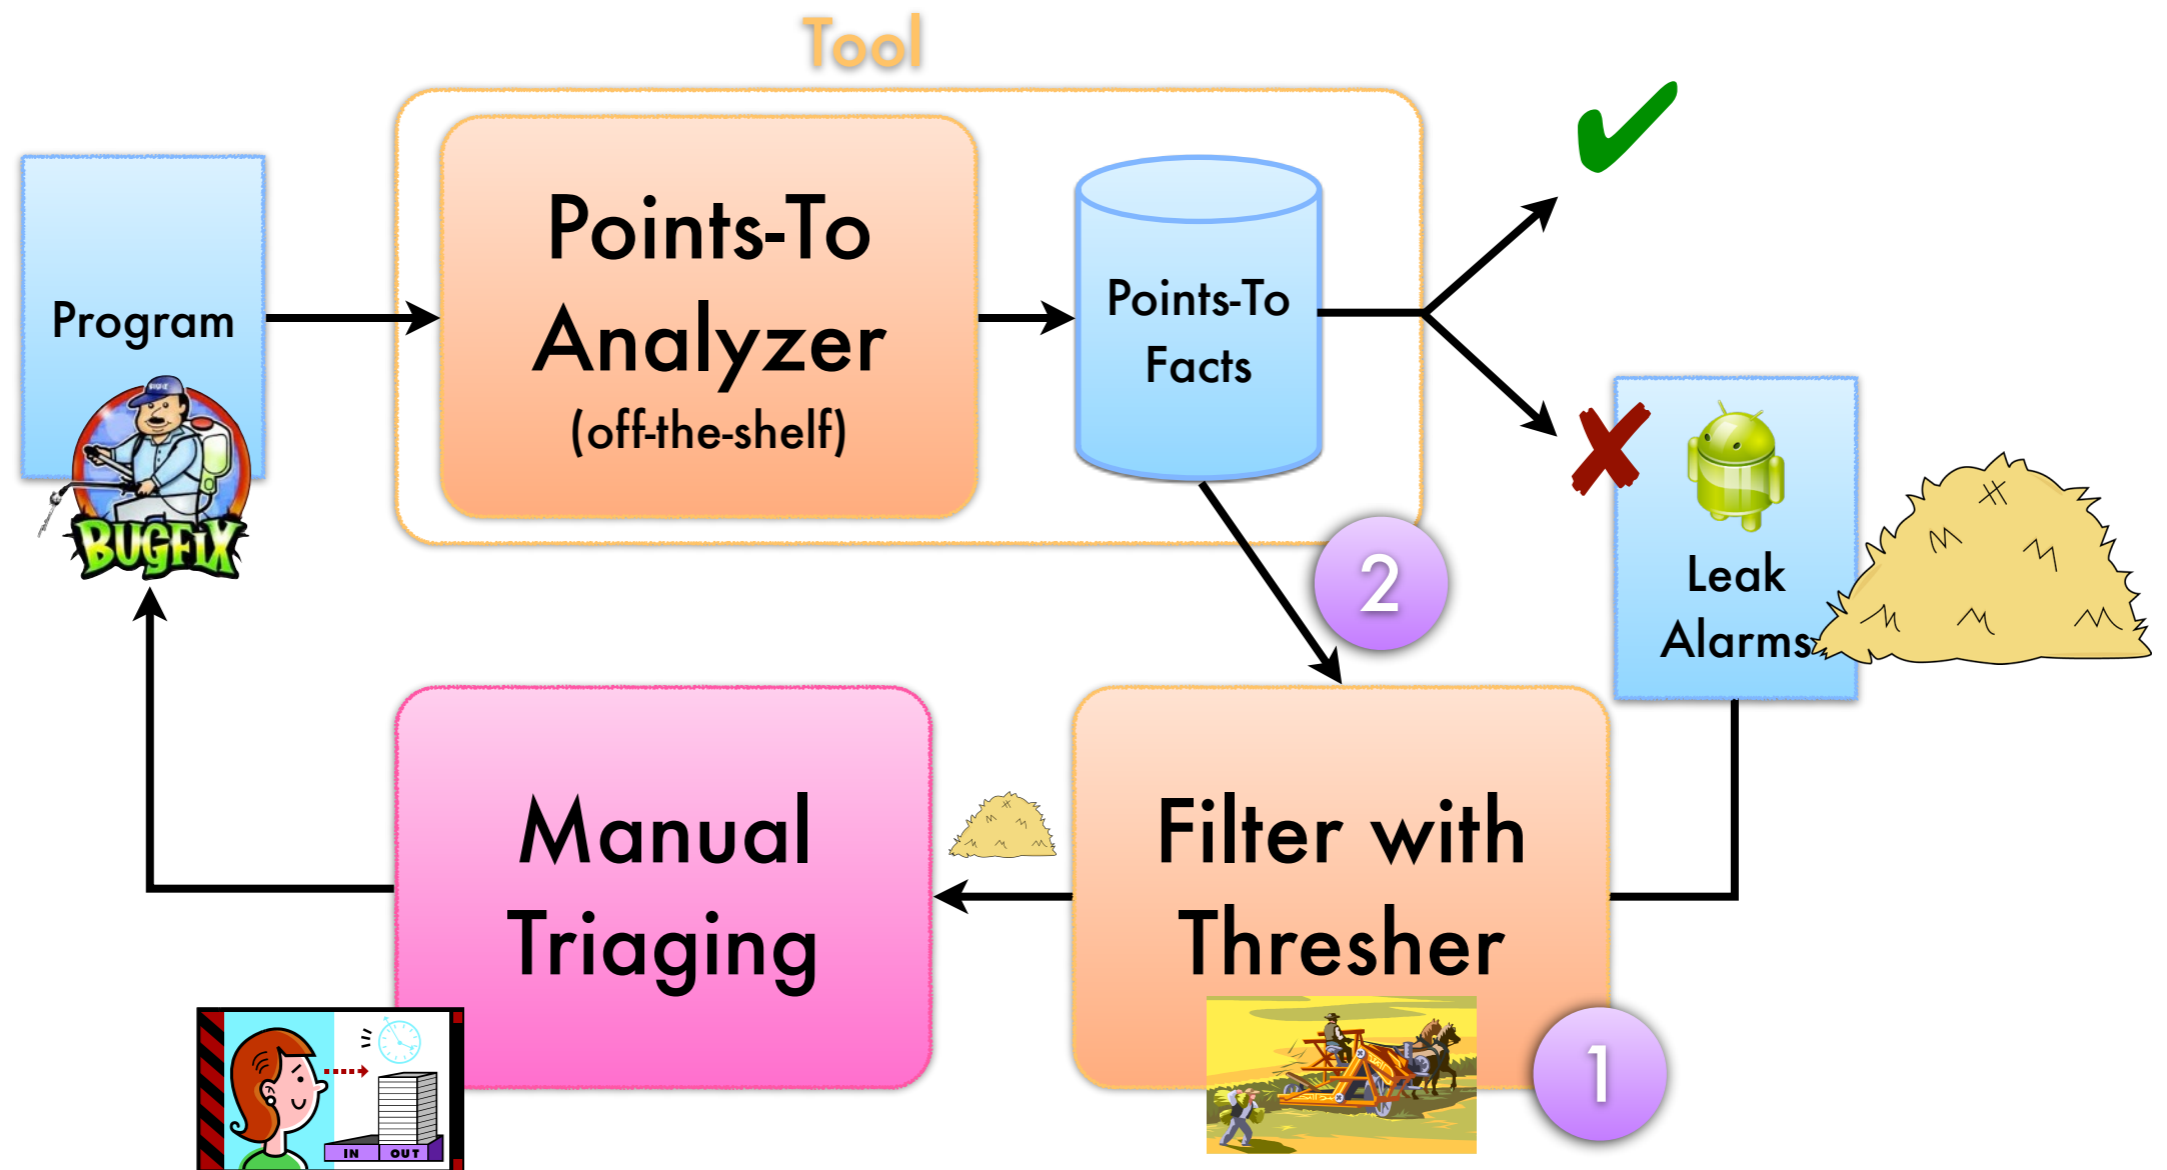 Tool
Program
BUGFIX
Points-To
Analyzer
(off-the-shelf)
Points-To
Facts
2
Leak
Alarms
Manual
Triaging
Filter with
Thresher
1
IN OUT